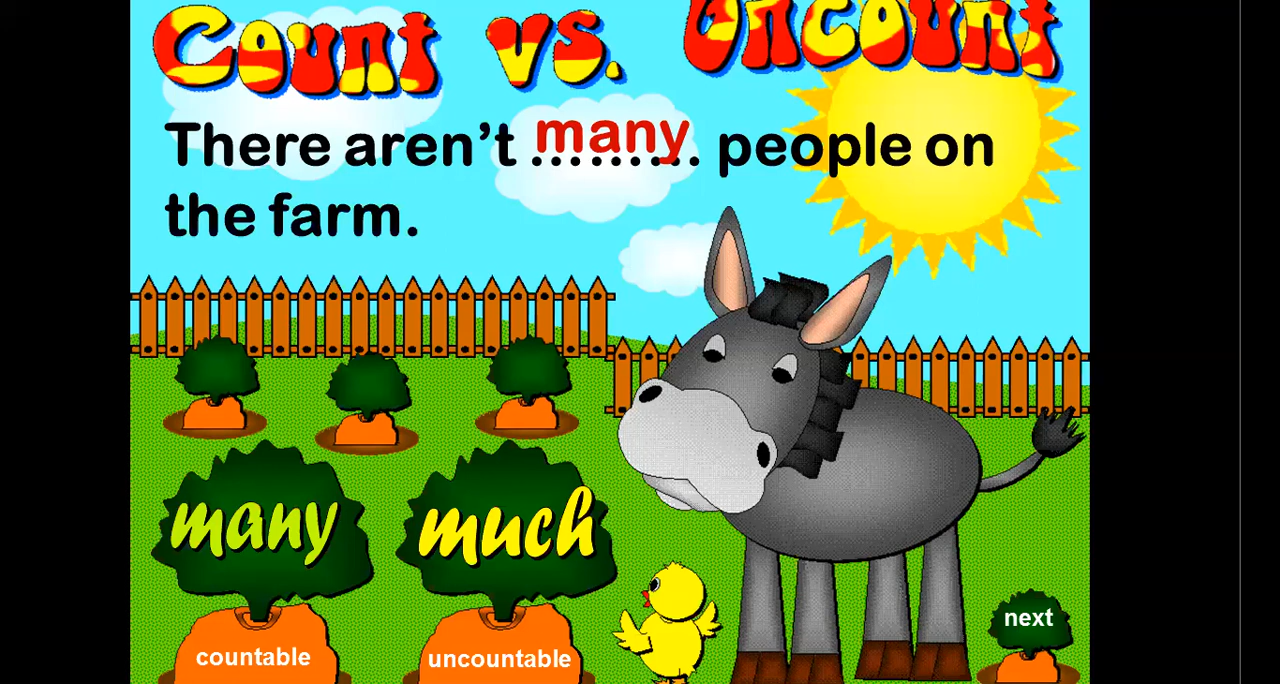 Count vs. Uncount
There aren't many people on
the farm.
many
much
countable
uncountable
next